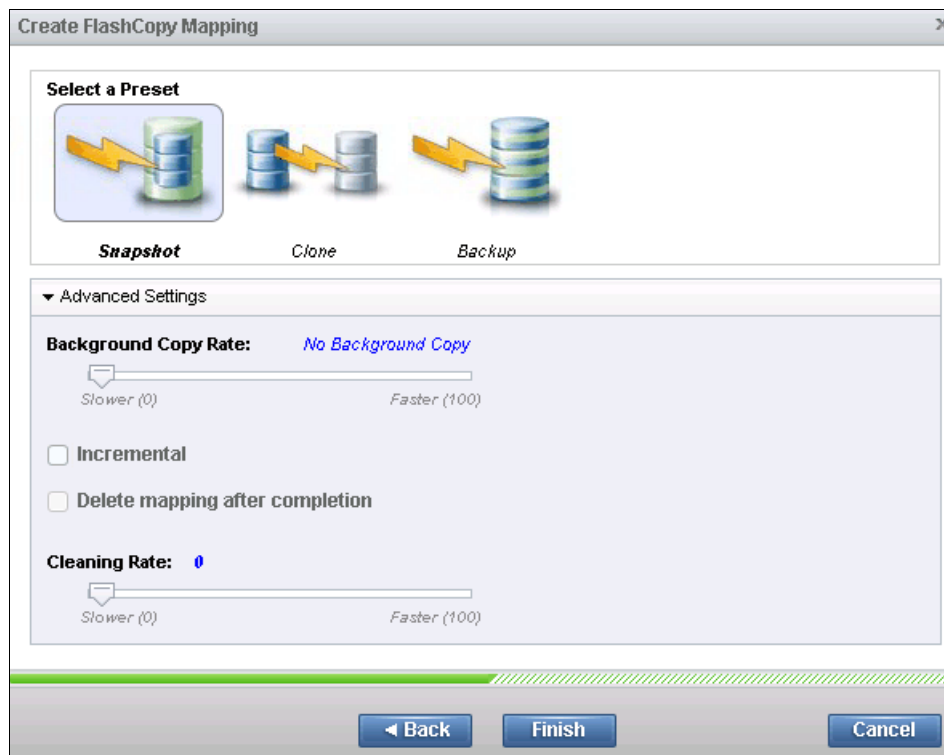 Create FlashCopy Mapping
Select a Preset
Snapshot Clone Backup
Advanced Settings
Background Copy Rate: No Background Copy
Slower (0) Faster (100)
Incremental
Delete mapping after completion
Cleaning Rate: 0
Slower (0) Faster (100)
Back Finish Cancel